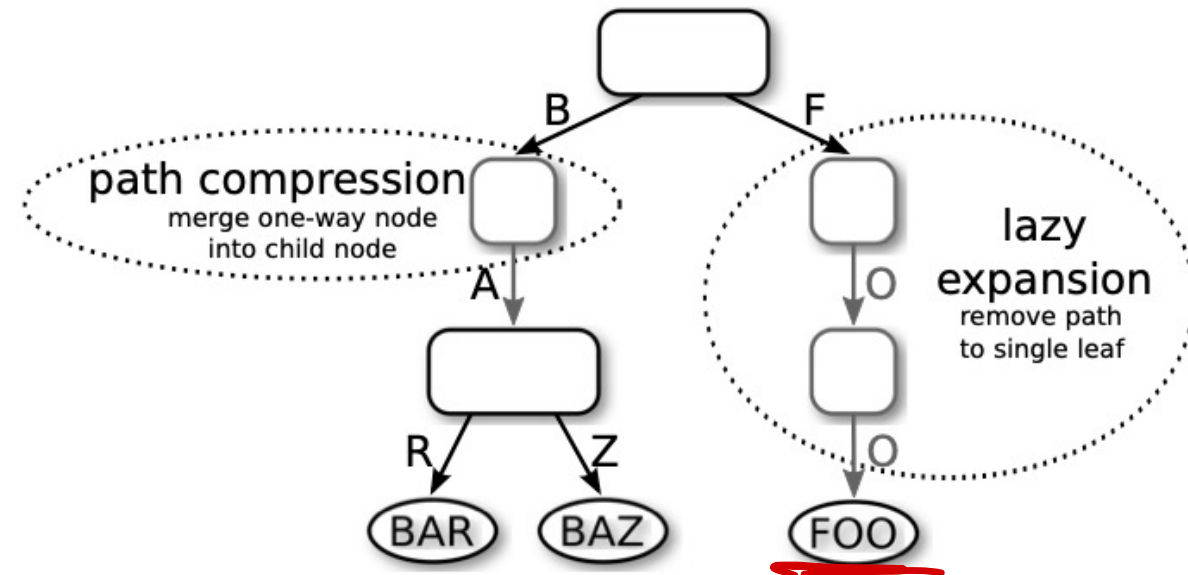 B
F
path compression
merge one-way node
into child node
lazy
expansion
remove path
to single leaf
A
O
R
Z
O
BAR
BAZ
FOO